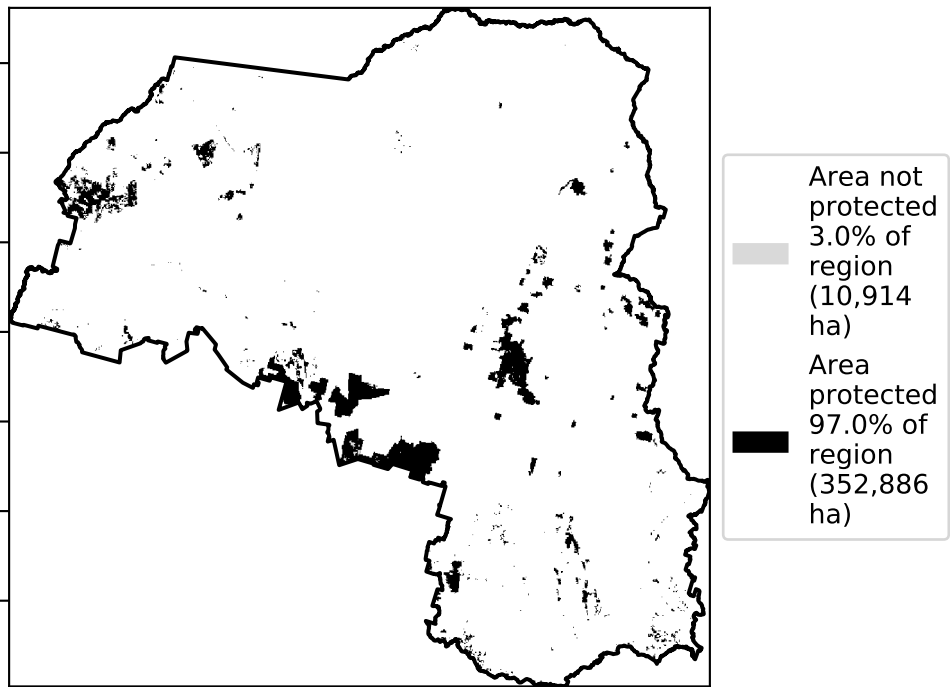 Area not
protected
3.0% of
region
(10,914
ha)
Area
protected
97.0% of
region
(352,886
ha)